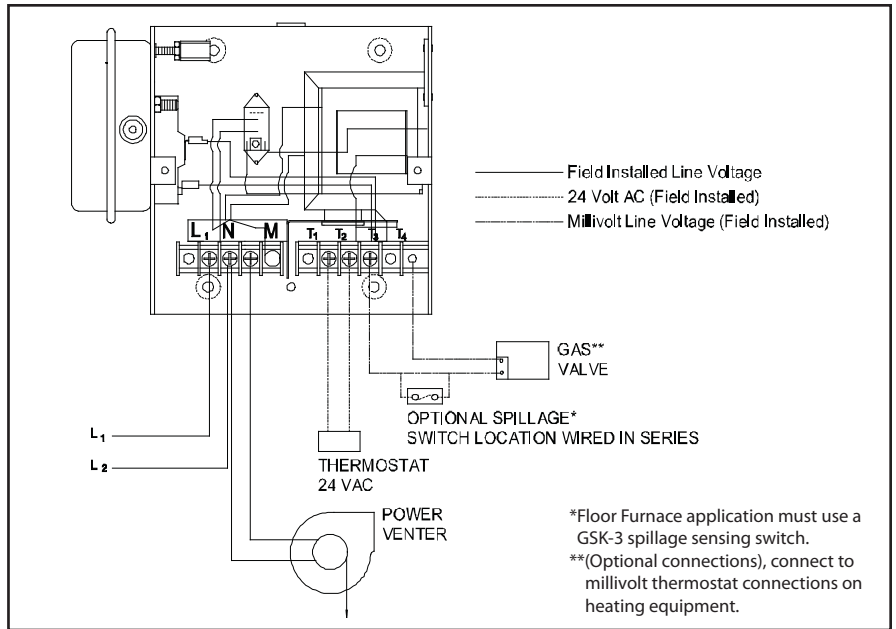 Field Installed Line Voltage
24 Volt AC (Field Installed)
Millivolt Line Voltage (Field Installed)
L1 N M T1 T2 T3 T4
GAS**
VALVE
OPTIONAL SPILLAGE*
SWITCH LOCATION WIRED IN SERIES
L1
L2
THERMOSTAT
24 VAC
POWER
VENTER
*Floor Furnace application must use a
GSK-3 spillage sensing switch.
**(Optional connections), connect to
millivolt thermostat connections on
heating equipment.